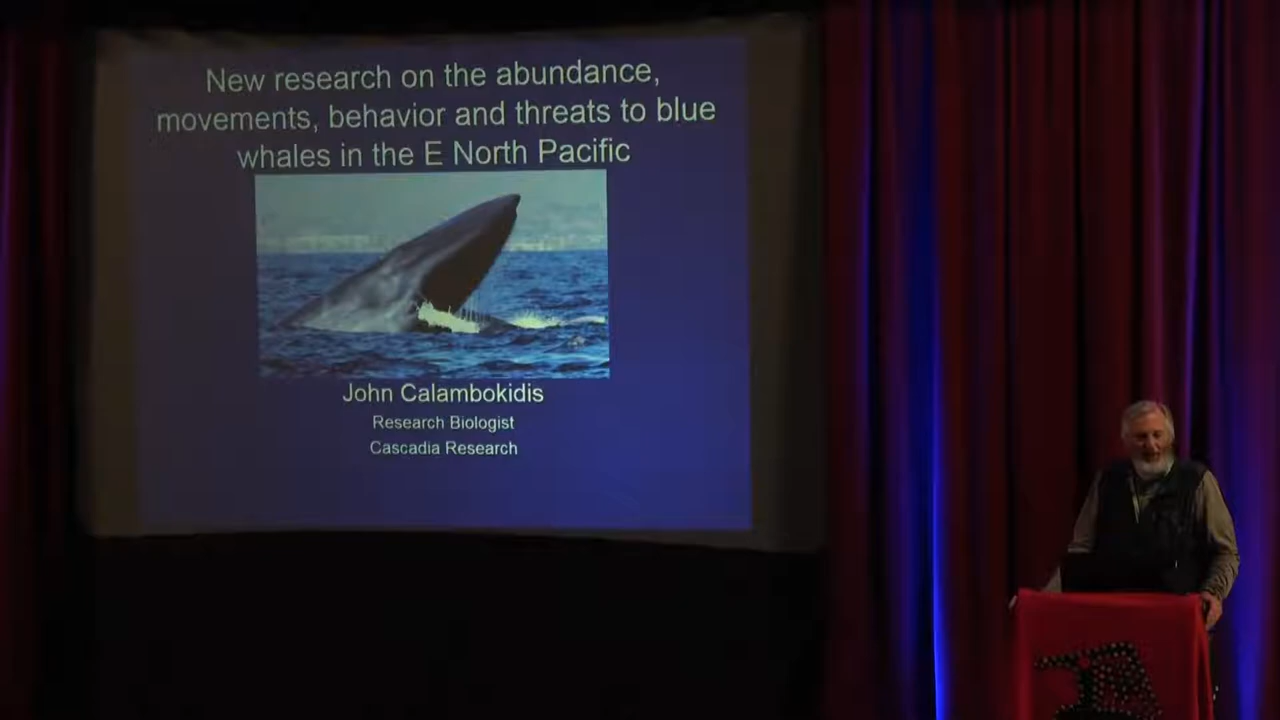 New research on the abundance,
movements, behavior and threats to blue
whales in the E North Pacific
John Calambokidis
Research Biologist
Cascadia Research